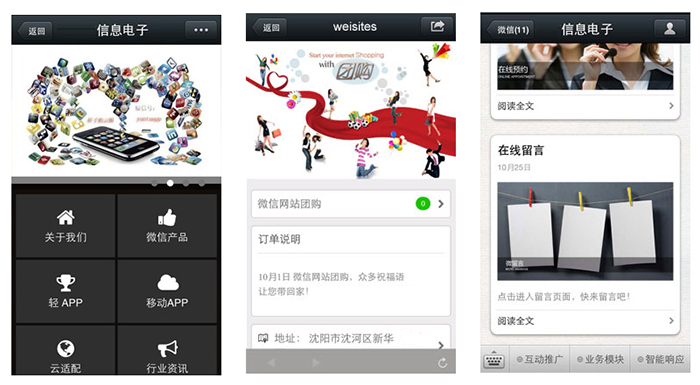 返回
信息电子
关于我们
微信产品
轻 APP
移动APP
云适配
行业资讯
返回
weisites
Start your internet Shopping
with 团购
微信网站团购
0
订单说明
10月1日 微信网站团购，众多祝福语
让您带回家!
地址： 沈阳市沈河区新华
微信(11)
信息电子
在线预约
ONLINE APPOINTMENT
阅读全文
在线留言
10月25日
微留言
点击进入留言页面，快来留言吧！
阅读全文
互动推广
业务模块
智能响应